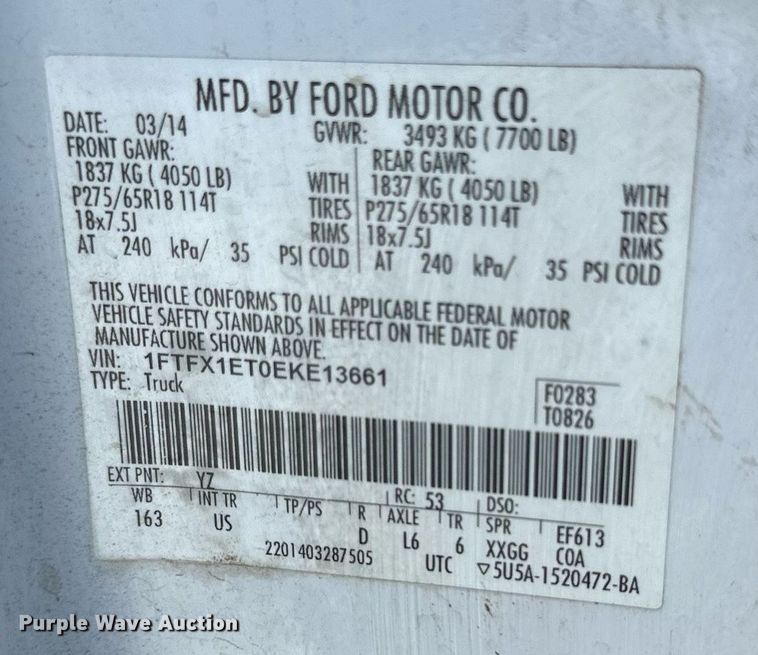 MFD. BY FORD MOTOR CO.
DATE: 03/14 GVWR: 3493 KG ( 7700 LB)
FRONT GAWR: REAR GAWR:
1837 KG ( 4050 LB) WITH 1837 KG ( 4050 LB) WITH
P275/65R18 114T TIRES P275/65R18 114T TIRES
18x7.5J RIMS 18x7.5J RIMS
AT 240 kPa/ 35 PSI COLD AT 240 kPa/ 35 PSI COLD
THIS VEHICLE CONFORMS TO ALL APPLICABLE FEDERAL MOTOR
VEHICLE SAFETY STANDARDS IN EFFECT ON THE DATE OF
MANUFACTURE SHOWN ABOVE.
VIN: 1FTFX1ET0EKE13661
TYPE: Truck
F0283
T0826
EXT PNT: YZ RC: 53 DSO:
WB INT TR TP/PS R AXLE TR SPR EF613
163 US D L6 6 XXGG COA
2201403287505 UTC ▽5U5A-1520472-BA
Purple Wave Auction